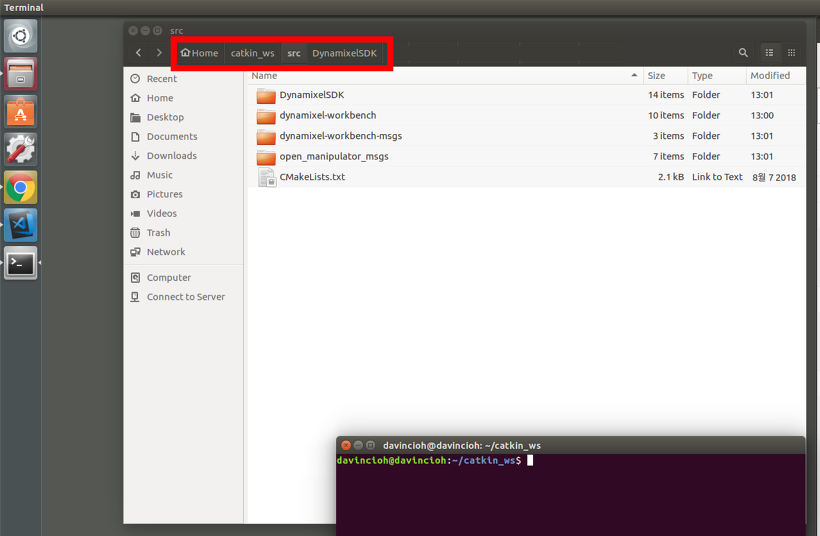 Terminal
src
Home catkin_ws src DynamixelSDK
Name Size Type Modified
Recent
Home
Desktop
Documents
Downloads
Music
Pictures
Videos
Trash
Network
Computer
Connect to Server
DynamixelSDK 14 items Folder 13:01
dynamixel-workbench 10 items Folder 13:00
dynamixel-workbench-msgs 3 items Folder 13:01
open_manipulator_msgs 7 items Folder 13:01
CMakeLists.txt 2.1 kB Link to Text 8월 7 2018
davincioh@davincioh: ~/catkin_ws
davincioh@davincioh:~/catkin_ws$